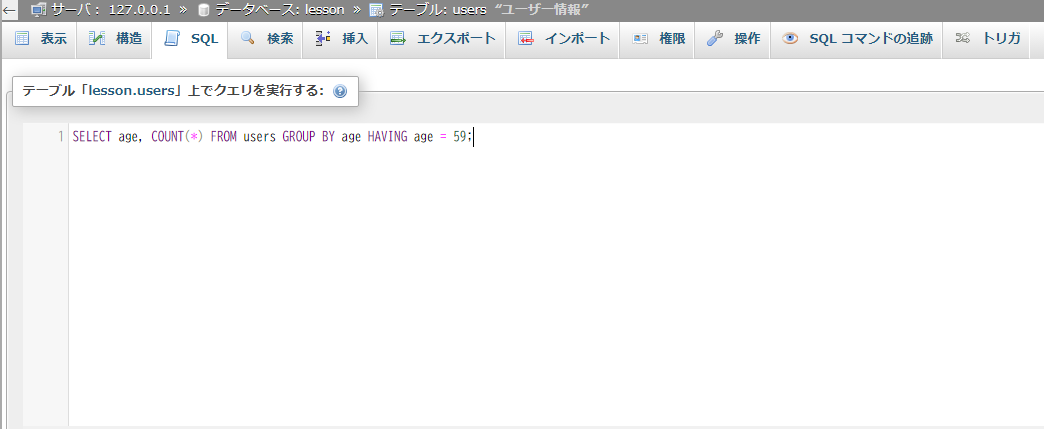 ← サーバ: 127.0.0.1 » データベース: lesson » テーブル: users “ユーザー情報”
表示 構造 SQL 検索 挿入 エクスポート インポート 権限 操作 SQL コマンドの追跡 トリガ
テーブル「lesson.users」上でクエリを実行する:
1 SELECT age, COUNT(*) FROM users GROUP BY age HAVING age = 59;